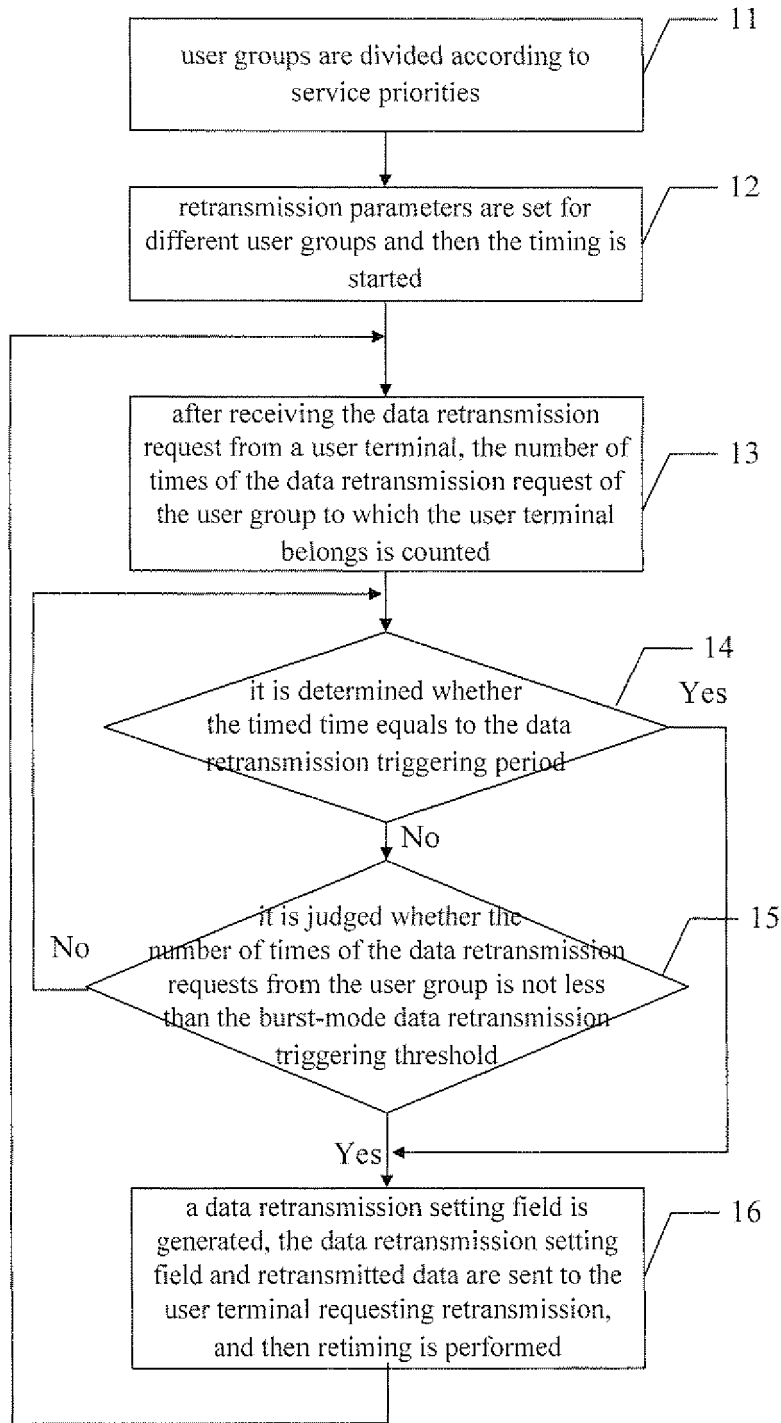 11
user groups are divided according to
service priorities
12
retransmission parameters are set for
different user groups and then the timing is
started
after receiving the data retransmission
request from a user terminal, the number of
times of the data retransmission request of
the user group to which the user terminal
belongs is counted
13
14
Yes
it is determined whether
the timed time equals to the data
retransmission triggering period
No
15
No
it is judged whether the
number of times of the data retransmission
requests from the user group is not less
than the burst-mode data retransmission
triggering threshold
Yes
a data retransmission setting field is
generated, the data retransmission setting
field and retransmitted data are sent to the
user terminal requesting retransmission,
and then retiming is performed
16